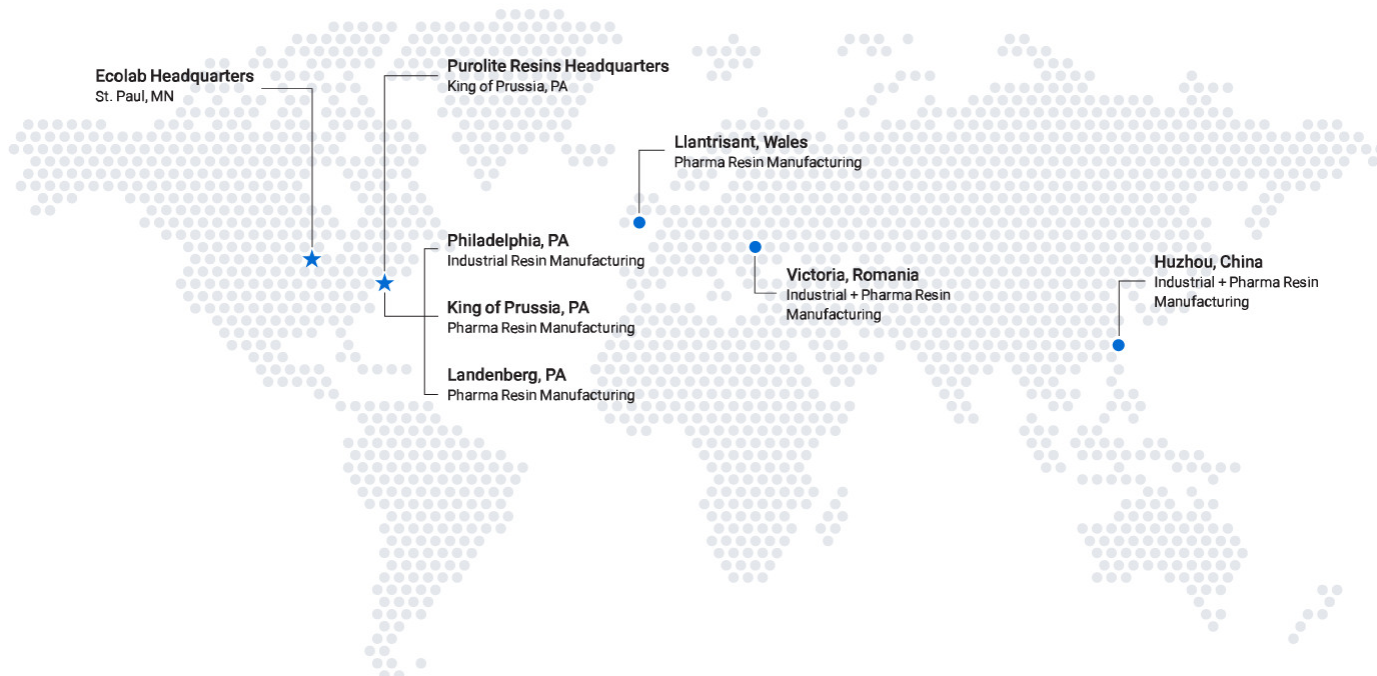 Ecolab Headquarters
St. Paul, MN
Purolite Resins Headquarters
King of Prussia, PA
Llantrisant, Wales
Pharma Resin Manufacturing
Philadelphia, PA
Industrial Resin Manufacturing
King of Prussia, PA
Pharma Resin Manufacturing
Landenberg, PA
Pharma Resin Manufacturing
Victoria, Romania
Industrial + Pharma Resin
Manufacturing
Huzhou, China
Industrial + Pharma Resin
Manufacturing